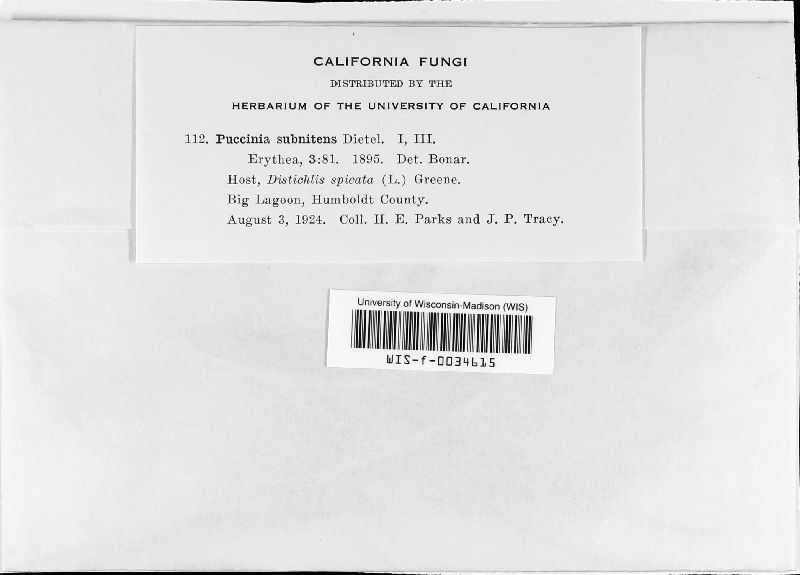 CALIFORNIA FUNGI
DISTRIBUTED BY THE
HERBARIUM OF THE UNIVERSITY OF CALIFORNIA
112. Puccinia subnitens Dietel. I, III.
Erythea, 3:81. 1895. Det. Bonar.
Host, Distichlis spicata (L.) Greene.
Big Lagoon, Humboldt County.
August 3, 1924. Coll. H. E. Parks and J. P. Tracy.
University of Wisconsin-Madison (WIS)
WIS-f-0034615